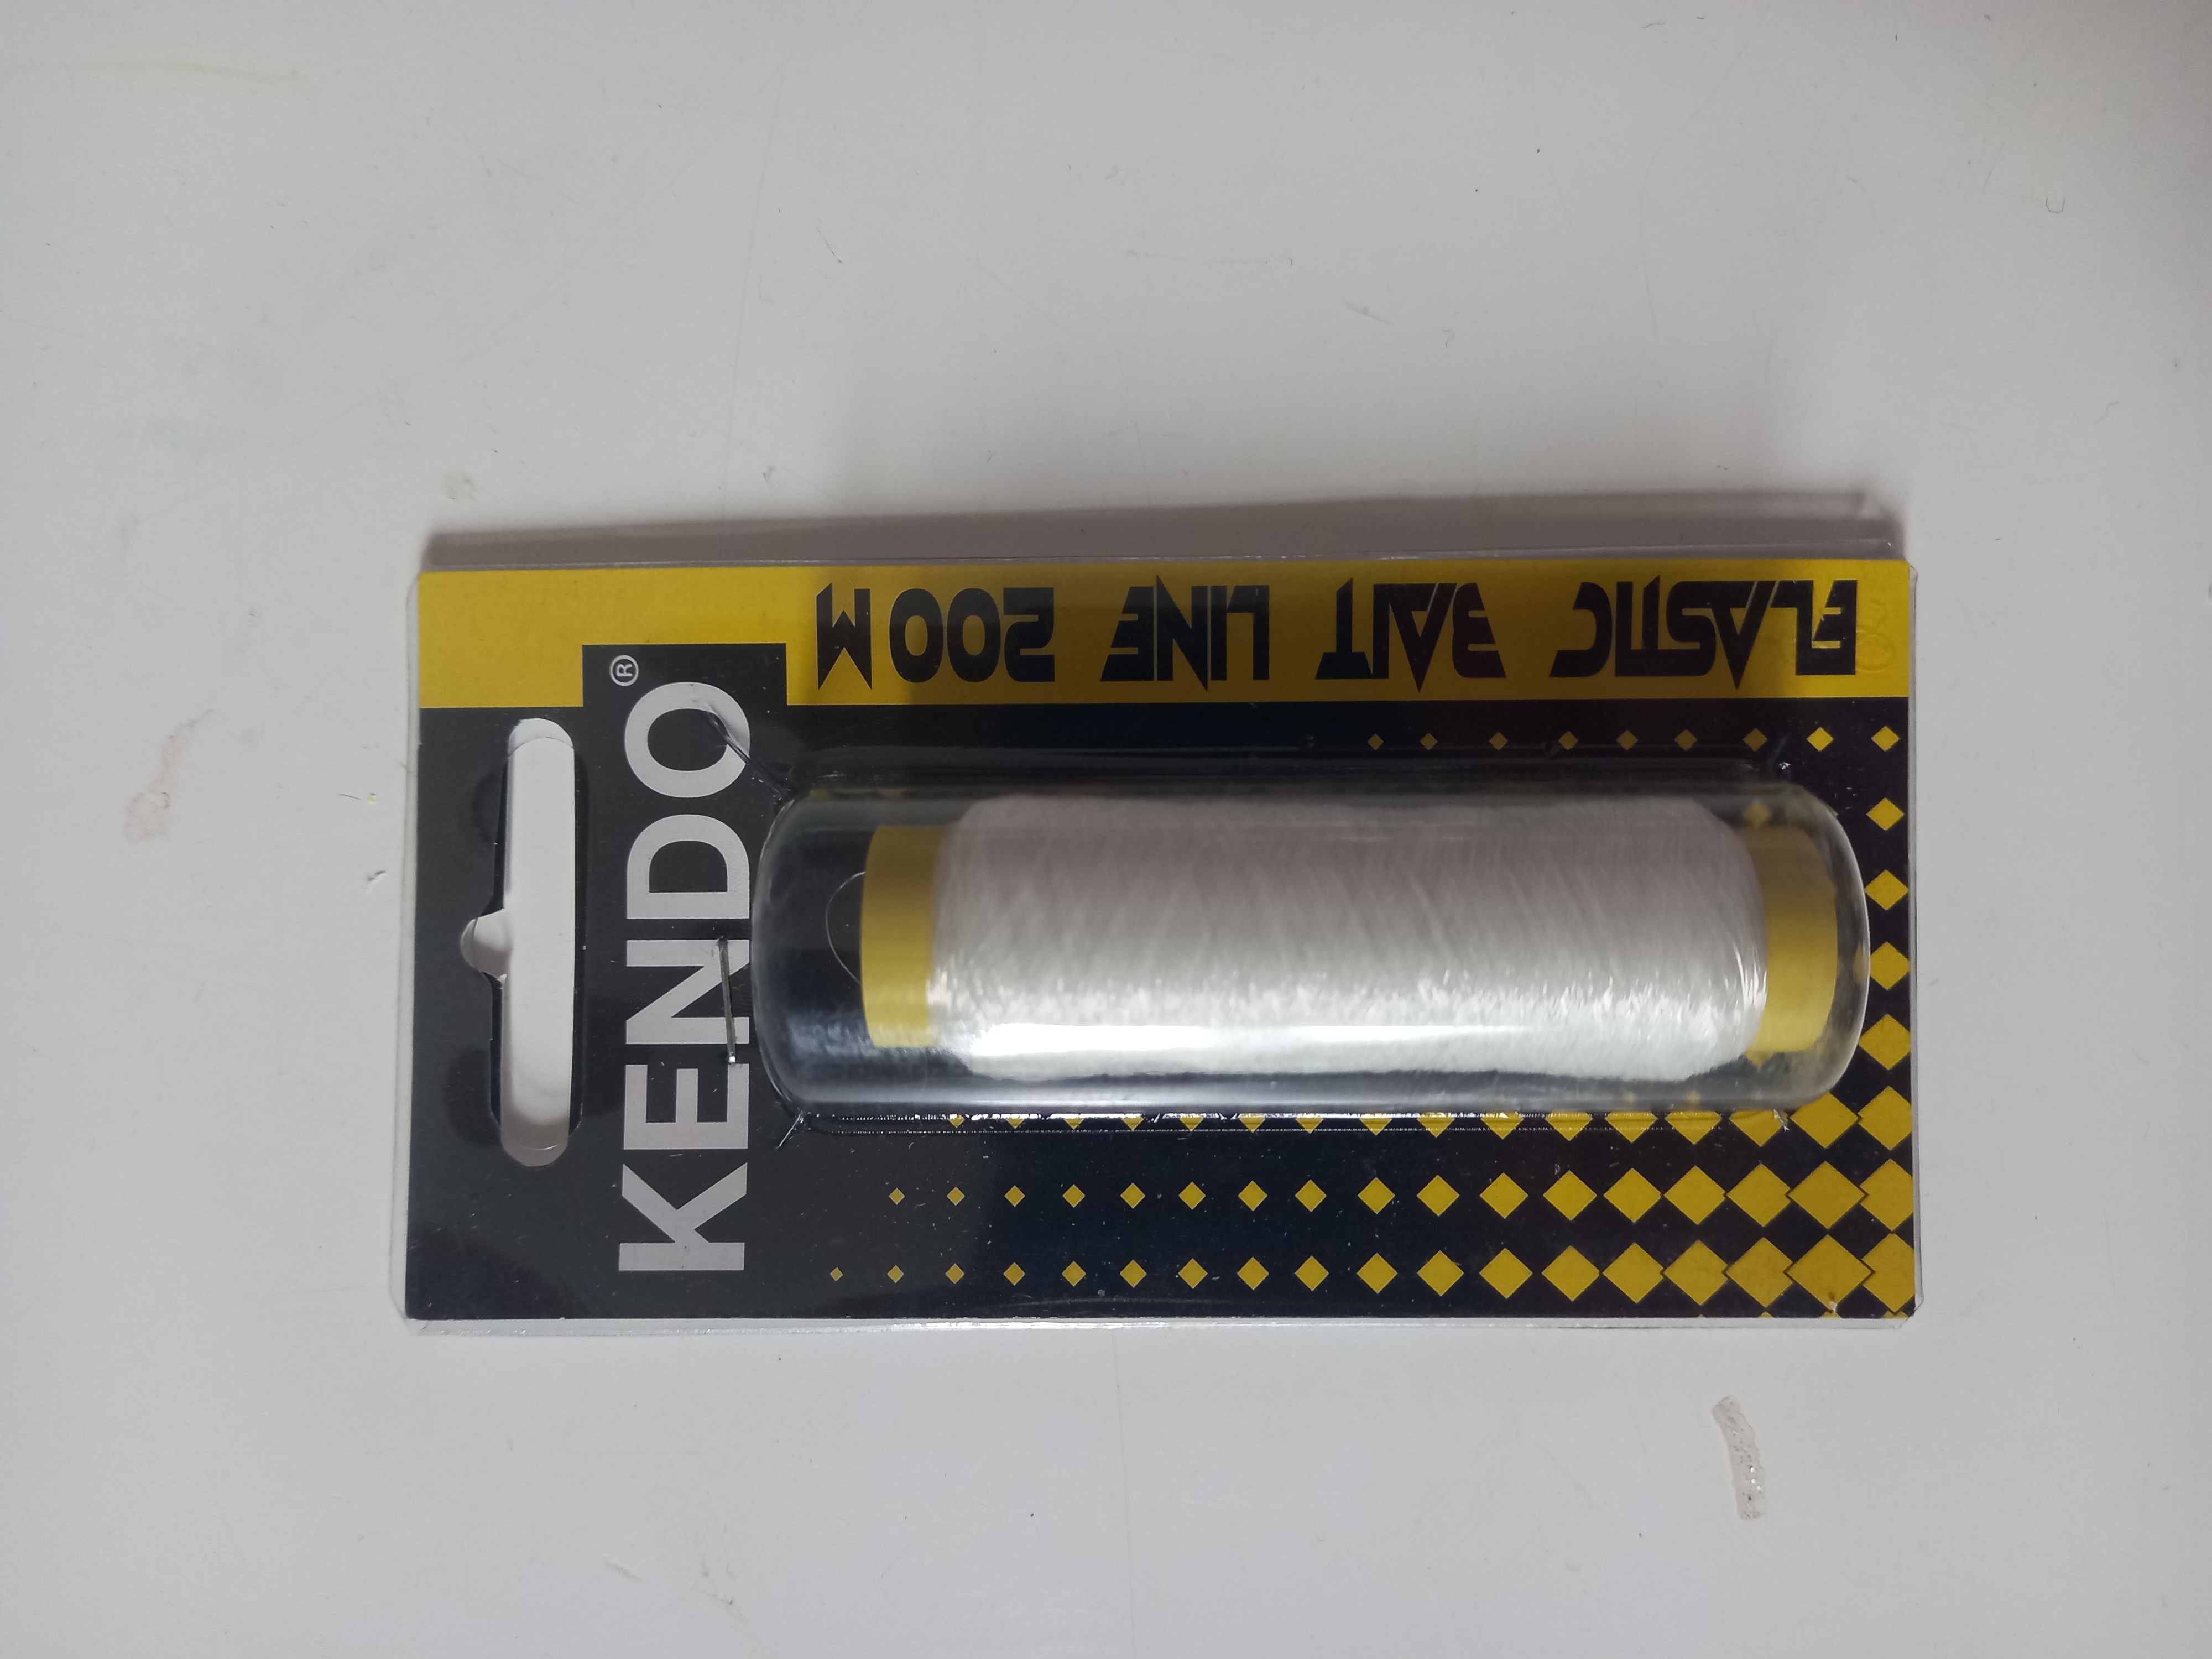 KENDO®
ELASTIC BAIT LINE 200M